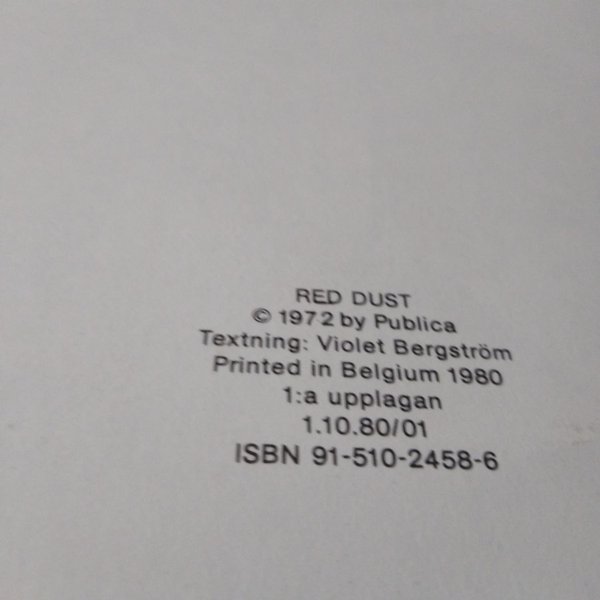 RED DUST
© 1972 by Publica
Textning: Violet Bergström
Printed in Belgium 1980
1:a upplagan
1.10.80/01
ISBN 91-510-2458-6